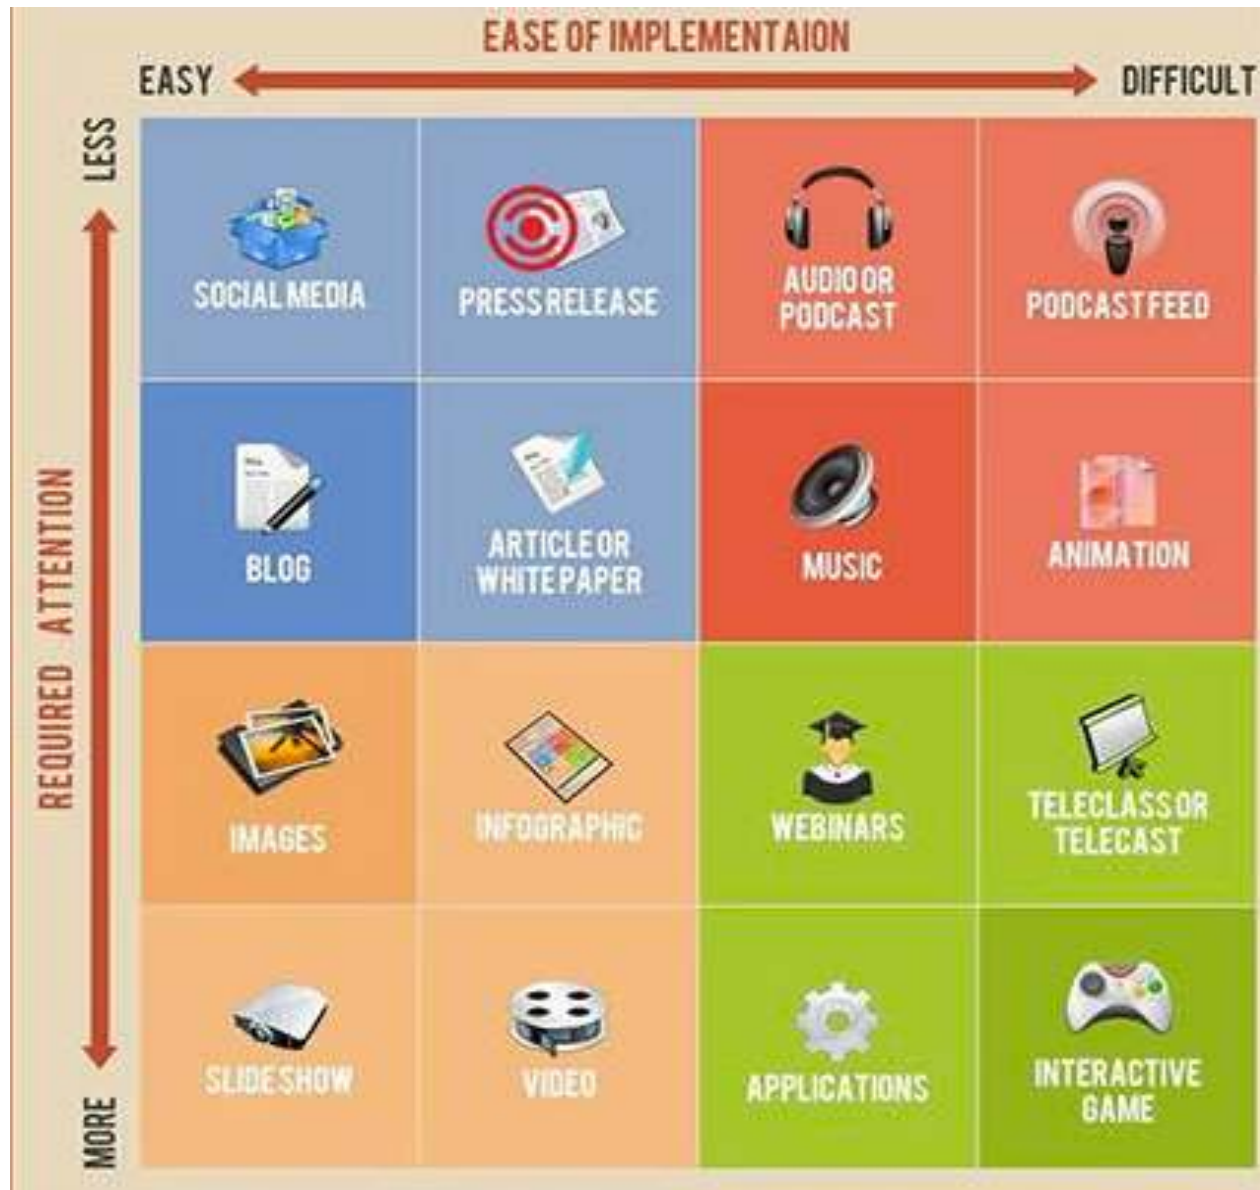 EASE OF IMPLEMENTAION
EASY
DIFFICULT
LESS
REQUIRED ATTENTION
MORE
SOCIAL MEDIA
PRESS RELEASE
AUDIO OR
PODCAST
PODCAST FEED
BLOG
ARTICLE OR
WHITE PAPER
MUSIC
ANIMATION
IMAGES
INFOGRAPHIC
WEBINARS
TELECLASS OR
TELECAST
SLIDESHOW
VIDEO
APPLICATIONS
INTERACTIVE
GAME